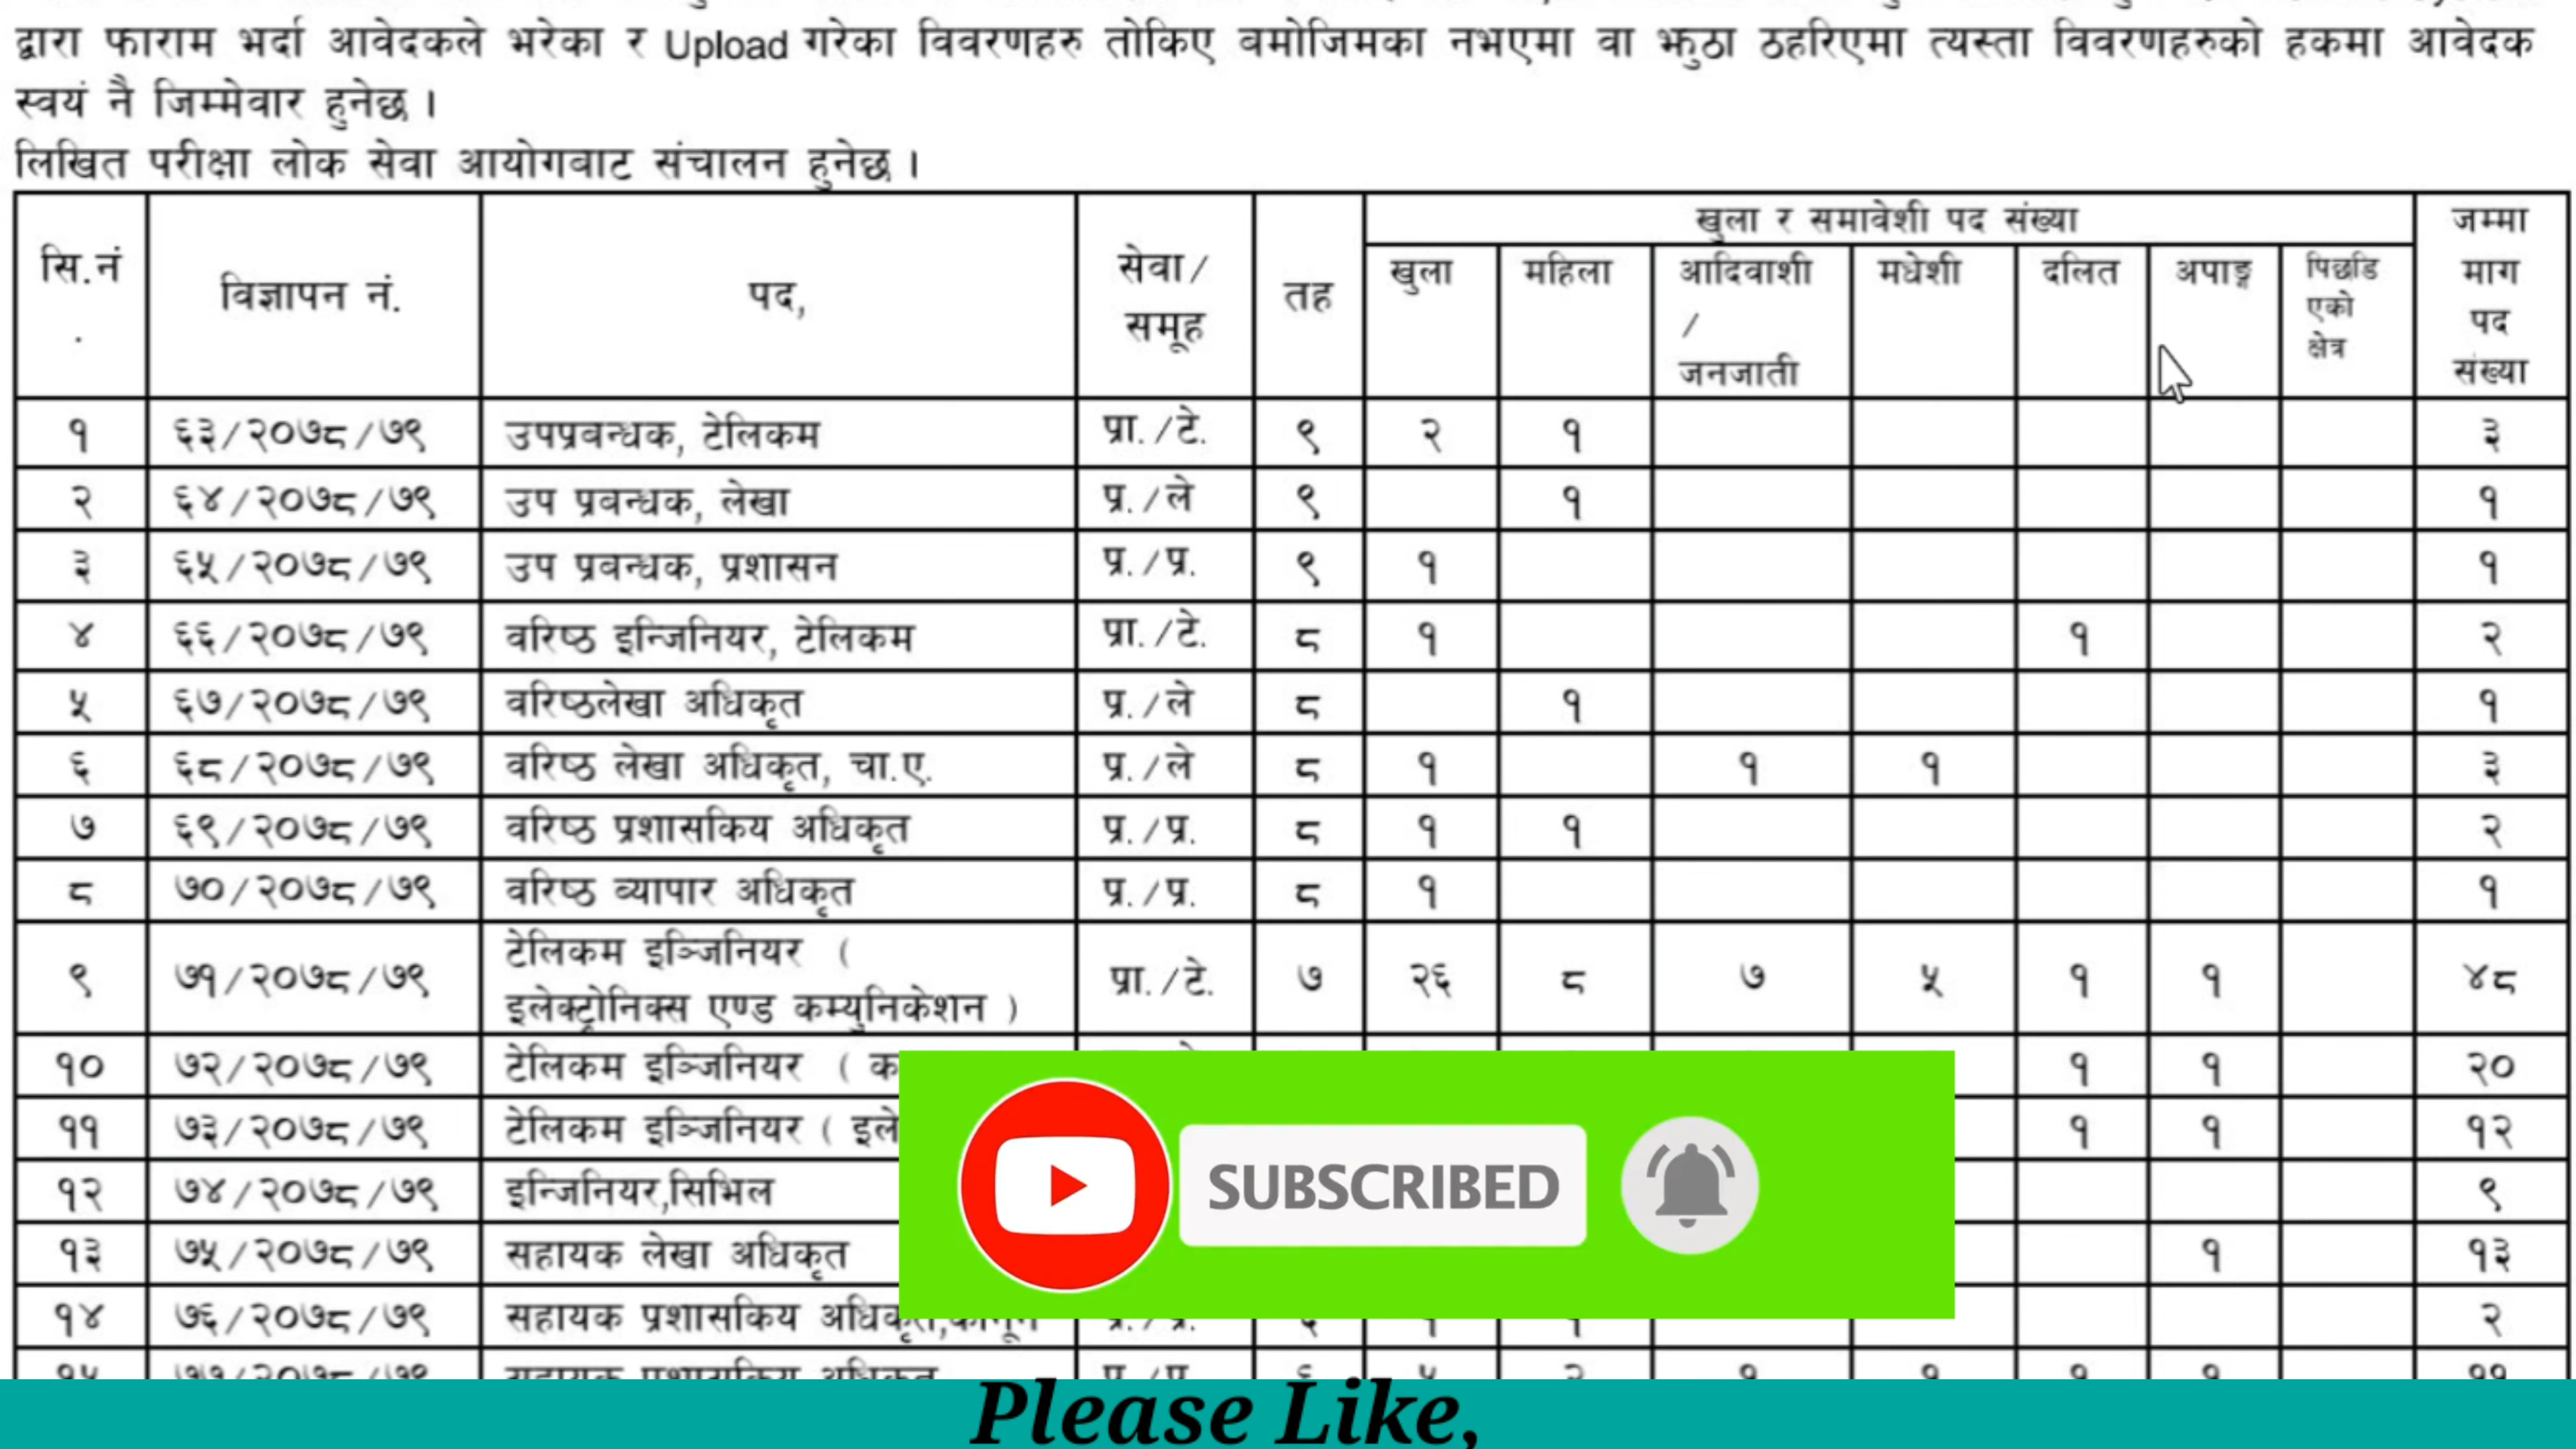 द्वारा फाराम भर्दा आवेदकले भरेका र Upload गरेका विवरणहरु तोकिए बमोजिमका नभएमा वा झुठा ठहरिएमा त्यस्ता विवरणहरुको हकमा आवेदक
स्वयं नै जिम्मेवार हुनेछ ।
लिखित परीक्षा लोक सेवा आयोगबाट संचालन हुनेछ ।
सि.नं. विज्ञापन नं. पद, सेवा/समूह तह खुला र समावेशी पद संख्या जम्मा माग पद संख्या
खुला महिला आदिवाशी/जनजाती मधेशी दलित अपाङ्ग पिछडिएको क्षेत्र
१ ६३/२०७८/७९ उपप्रबन्धक, टेलिकम प्रा./टे. ९ २ १ ३
२ ६४/२०७८/७९ उप प्रबन्धक, लेखा प्र./ले ९ १ १
३ ६५/२०७८/७९ उप प्रबन्धक, प्रशासन प्र./प्र. ९ १ १
४ ६६/२०७८/७९ वरिष्ठ इन्जिनियर, टेलिकम प्रा./टे. ८ १ १ २
५ ६७/२०७८/७९ वरिष्ठलेखा अधिकृत प्र./ले ८ १ १
६ ६८/२०७८/७९ वरिष्ठ लेखा अधिकृत, चा.ए. प्र./ले ८ १ १ १ ३
७ ६९/२०७८/७९ वरिष्ठ प्रशासकिय अधिकृत प्र./प्र. ८ १ १ २
८ ७०/२०७८/७९ वरिष्ठ व्यापार अधिकृत प्र./प्र. ८ १ १
९ ७१/२०७८/७९ टेलिकम इञ्जिनियर ( इलेक्ट्रोनिक्स एण्ड कम्युनिकेशन ) प्रा./टे. ७ २६ ८ ७ ५ १ १ ४८
१० ७२/२०७८/७९ टेलिकम इञ्जिनियर ( १ १ २०
११ ७३/२०७८/७९ टेलिकम इञ्जिनियर ( १ १ १२
१२ ७४/२०७८/७९ इन्जिनियर,सिभिल ९
१३ ७५/२०७८/७९ सहायक लेखा अधिकृत १ १३
१४ ७६/२०७८/७९ सहायक प्रशासकिय अधिकृत,कानून २
SUBSCRIBED
Please Like,